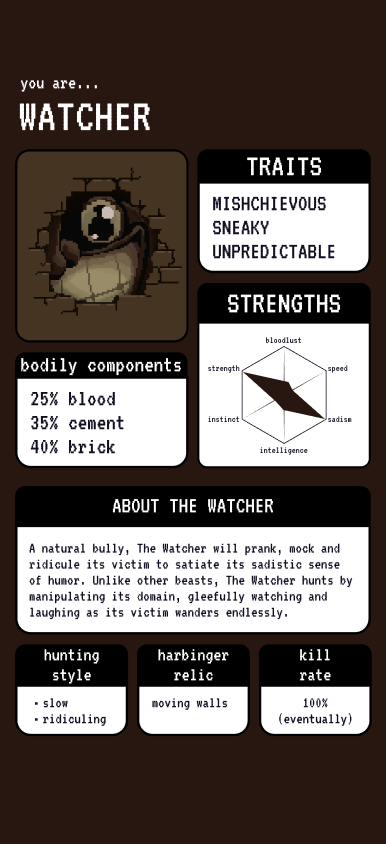 you are...
WATCHER
TRAITS
MISHCHIEVOUS
SNEAKY
UNPREDICTABLE
STRENGTHS
bloodlust
strength
speed
instinct
sadism
intelligence
bodily components
25% blood
35% cement
40% brick
ABOUT THE WATCHER
A natural bully, The Watcher will prank, mock and
ridicule its victim to satiate its sadistic sense
of humor. Unlike other beasts, The Watcher hunts by
manipulating its domain, gleefully watching and
laughing as its victim wanders endlessly.
hunting
style
• slow
• ridiculing
harbinger
relic
moving walls
kill
rate
100%
(eventually)